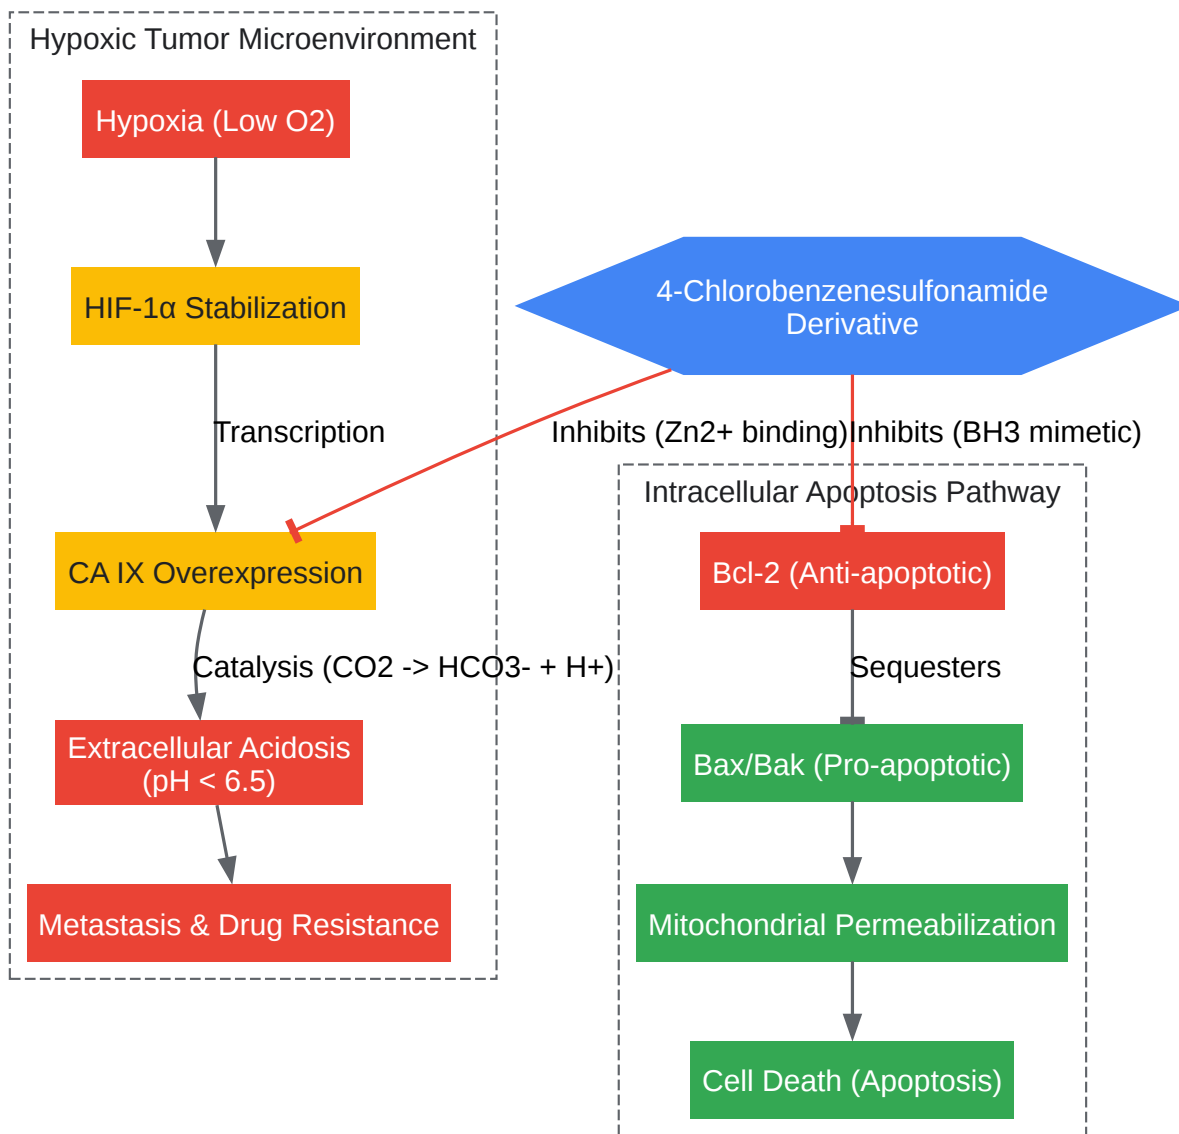 Hypoxic Tumor Microenvironment
Hypoxia (Low O2)
HIF-1α Stabilization
Transcription
CA IX Overexpression
Catalysis (CO2 -> HCO3- + H+)
Extracellular Acidosis
(pH < 6.5)
Metastasis & Drug Resistance
4-Chlorobenzenesulfonamide
Derivative
Inhibits (Zn2+ binding)
Inhibits (BH3 mimetic)
Intracellular Apoptosis Pathway
Bcl-2 (Anti-apoptotic)
Sequesters
Bax/Bak (Pro-apoptotic)
Mitochondrial Permeabilization
Cell Death (Apoptosis)